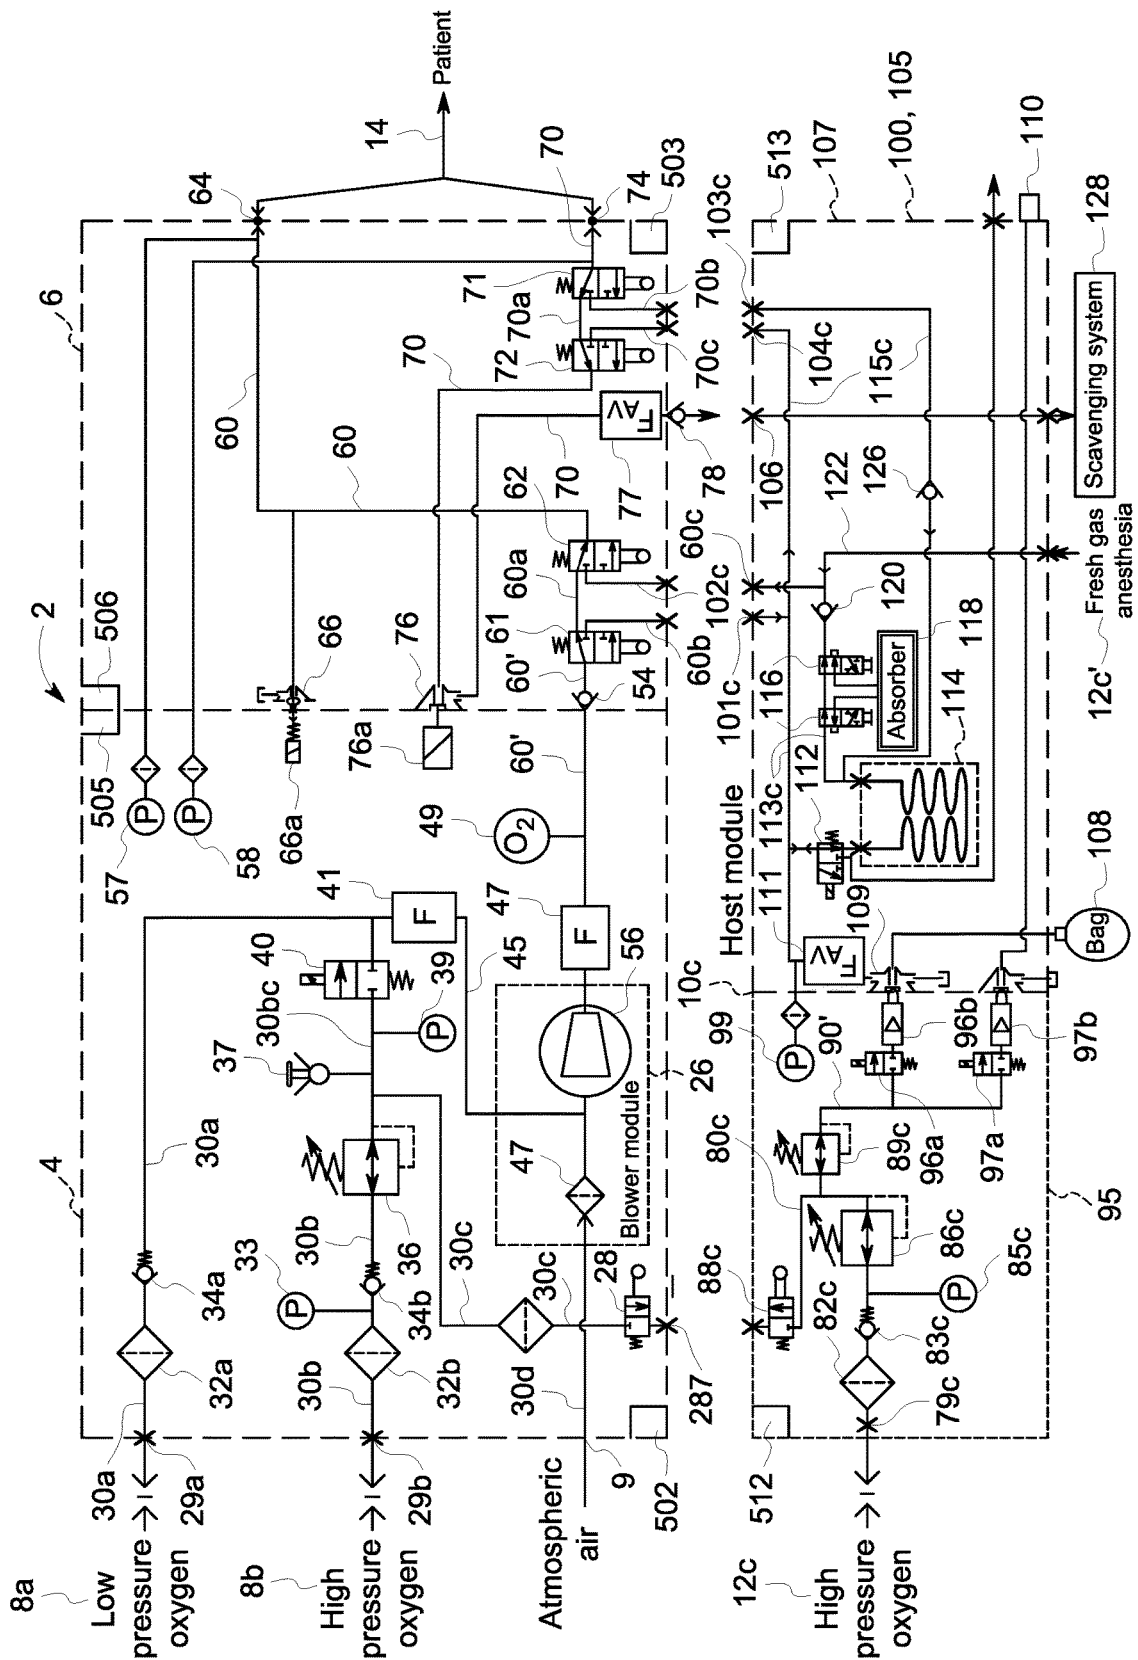 8a
Low
pressure
oxygen
30a
29a
32a
34a
30a
4
57
P
505
506
2
6
60
64
14
Patient
8b
High
pressure
oxygen
30b
29b
32b
33
P
34b
30b
36
37
30bc
P
39
40
41
F
45
P
58
66a
66
76a
76
60
70
70a
71
70
74
503
Atmospheric
air
9
502
30d
30c
30c
28
287
47
Blower module
26
56
47
F
O2
49
60'
54
60'
61
60a
62
60b
102c
60c
101c
70
FAV
77
78
72
70c
70b
12c
High
pressure
oxygen
512
79c
82c
83c
88c
80c
86c
P
85c
89c
95
90'
96a
97a
96b
97b
10c
Host module
P
99
FAV
111
109
112
113c
116
Absorber
118
114
120
122
126
106
104c
115c
103c
513
107
100, 105
110
Bag
108
12c'
Fresh gas
anesthesia
Scavenging system
128